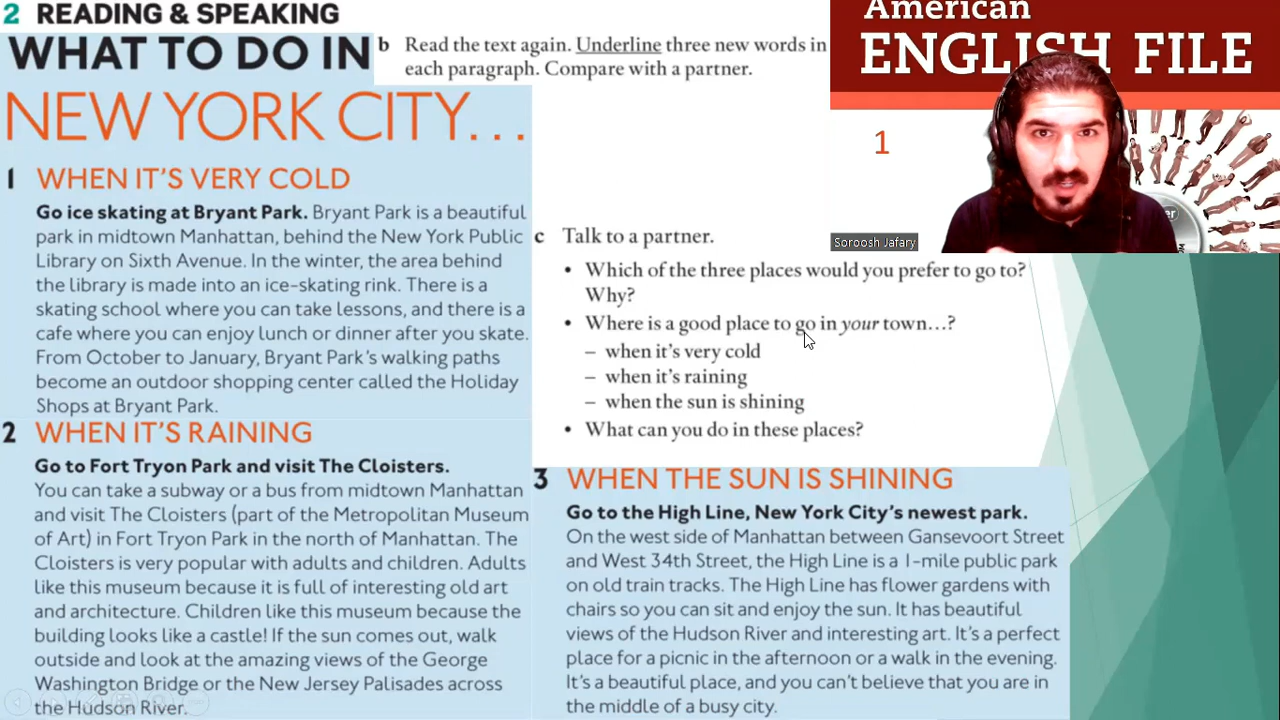 2 READING & SPEAKING
WHAT TO DO IN
NEW YORK CITY...
1 WHEN IT'S VERY COLD
Go ice skating at Bryant Park. Bryant Park is a beautiful
park in midtown Manhattan, behind the New York Public
Library on Sixth Avenue. In the winter, the area behind
the library is made into an ice-skating rink. There is a
skating school where you can take lessons, and there is a
cafe where you can enjoy lunch or dinner after you skate.
From October to January, Bryant Park's walking paths
become an outdoor shopping center called the Holiday
Shops at Bryant Park.
2 WHEN IT'S RAINING
Go to Fort Tryon Park and visit The Cloisters.
You can take a subway or a bus from midtown Manhattan
and visit The Cloisters (part of the Metropolitan Museum
of Art) in Fort Tryon Park in the north of Manhattan. The
Cloisters is very popular with adults and children. Adults
like this museum because it is full of interesting old art
and architecture. Children like this museum because the
building looks like a castle! If the sun comes out, walk
outside and look at the amazing views of the George
Washington Bridge or the New Jersey Palisades across
the Hudson River.
b Read the text again. Underline three new words in
each paragraph. Compare with a partner.
c Talk to a partner.
• Which of the three places would you prefer to go to?
Why?
• Where is a good place to go in your town...?
– when it's very cold
– when it's raining
– when the sun is shining
• What can you do in these places?
3 WHEN THE SUN IS SHINING
Go to the High Line, New York City's newest park.
On the west side of Manhattan between Gansevoort Street
and West 34th Street, the High Line is a 1-mile public park
on old train tracks. The High Line has flower gardens with
chairs so you can sit and enjoy the sun. It has beautiful
views of the Hudson River and interesting art. It's a perfect
place for a picnic in the afternoon or a walk in the evening.
It's a beautiful place, and you can't believe that you are in
the middle of a busy city.
American
ENGLISH FILE
1
Soroosh Jafary